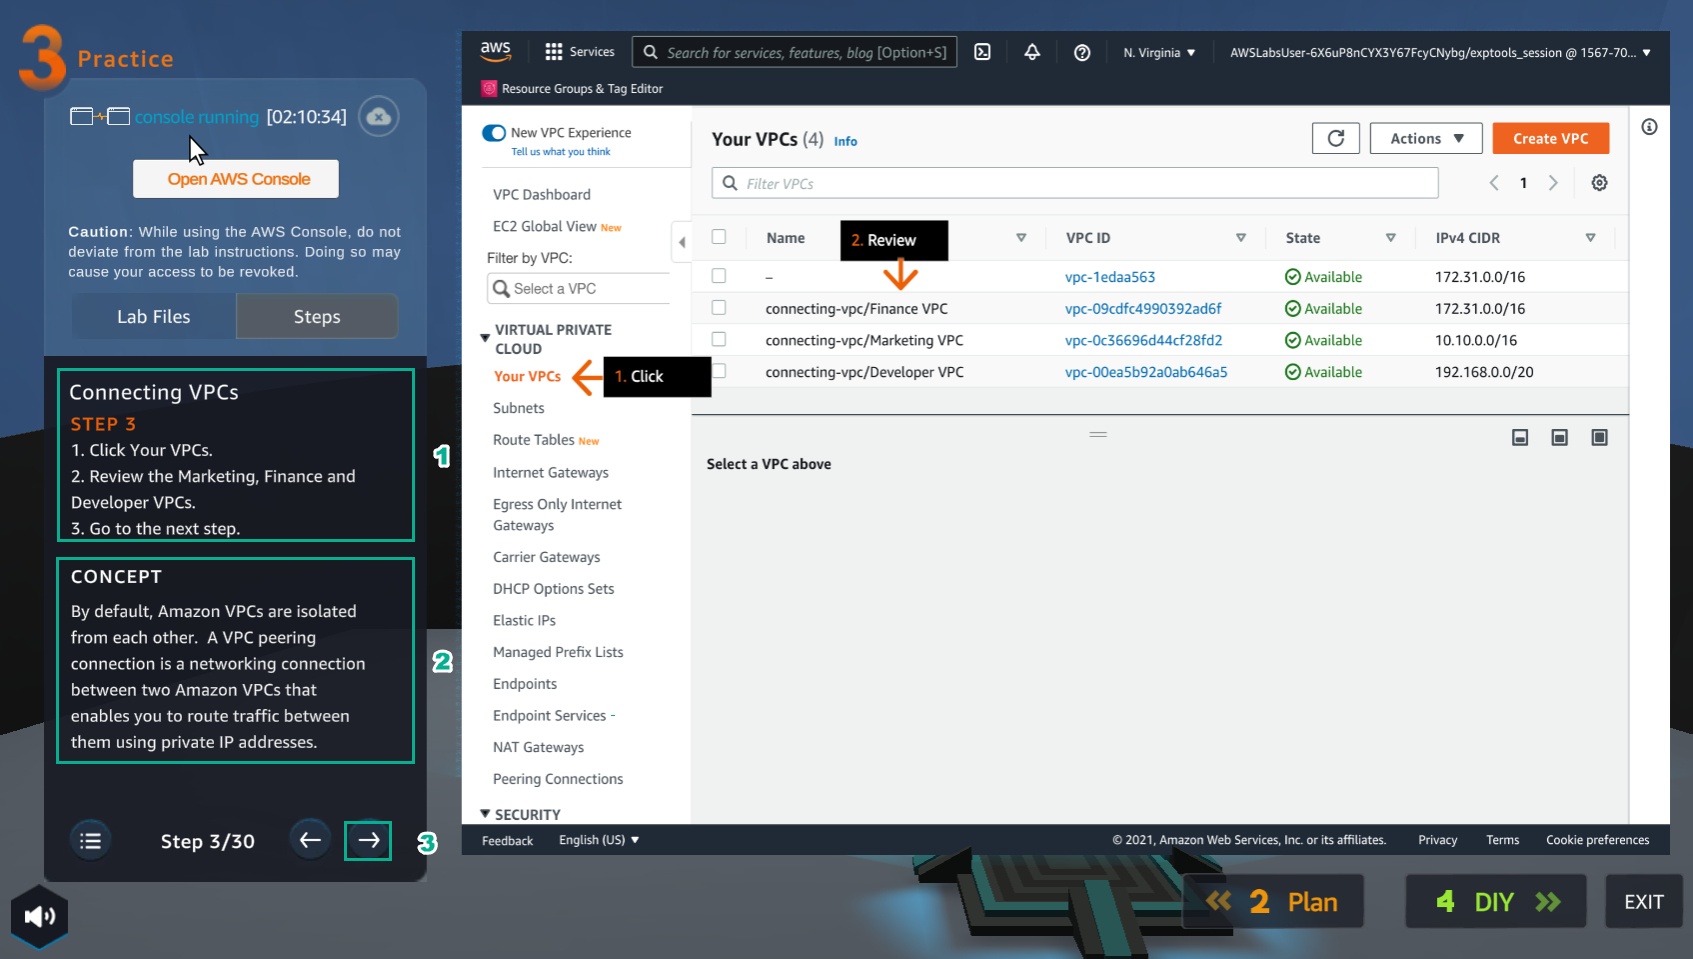 3 Practice
console running [02:10:34]
Open AWS Console
Caution: While using the AWS Console, do not
deviate from the lab instructions. Doing so may
cause your access to be revoked.
Lab Files
Steps
Connecting VPCs
STEP 3
1. Click Your VPCs.
2. Review the Marketing, Finance and
Developer VPCs.
3. Go to the next step.
1
CONCEPT
By default, Amazon VPCs are isolated
from each other. A VPC peering
connection is a networking connection
between two Amazon VPCs that
enables you to route traffic between
them using private IP addresses.
2
Step 3/30
3
aws
Services
Search for services, features, blog [Option+S]
N. Virginia
AWSLabsUser-6X6uP8nCYX3Y67FcyCNybg/exptools_session @ 1567-70...
Resource Groups & Tag Editor
New VPC Experience
Tell us what you think
VPC Dashboard
EC2 Global View New
Filter by VPC:
Select a VPC
VIRTUAL PRIVATE
CLOUD
Your VPCs
1. Click
Subnets
Route Tables New
Internet Gateways
Egress Only Internet
Gateways
Carrier Gateways
DHCP Options Sets
Elastic IPs
Managed Prefix Lists
Endpoints
Endpoint Services -
NAT Gateways
Peering Connections
SECURITY
Your VPCs (4) Info
Actions
Create VPC
Filter VPCs
1
Name
2. Review
VPC ID
State
IPv4 CIDR
– vpc-1edaa563 Available 172.31.0.0/16
connecting-vpc/Finance VPC vpc-09cdfc4990392ad6f Available 172.31.0.0/16
connecting-vpc/Marketing VPC vpc-0c36696d44cf28fd2 Available 10.10.0.0/16
connecting-vpc/Developer VPC vpc-00ea5b92a0ab646a5 Available 192.168.0.0/20
Select a VPC above
Feedback
English (US)
© 2021, Amazon Web Services, Inc. or its affiliates.
Privacy
Terms
Cookie preferences
2 Plan
4 DIY
EXIT